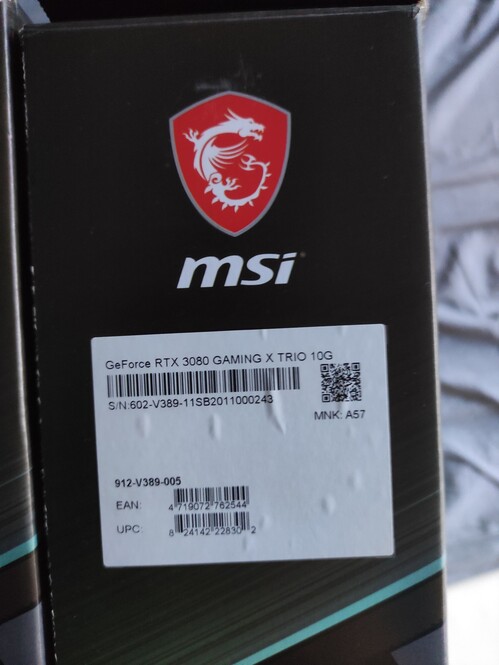 msi
GeForce RTX 3080 GAMING X TRIO 10G
S/N:602-V389-11SB2011000243
MNK: A57
912-V389-005
EAN: 4 719072 762544
UPC: 8 24142 22830 2